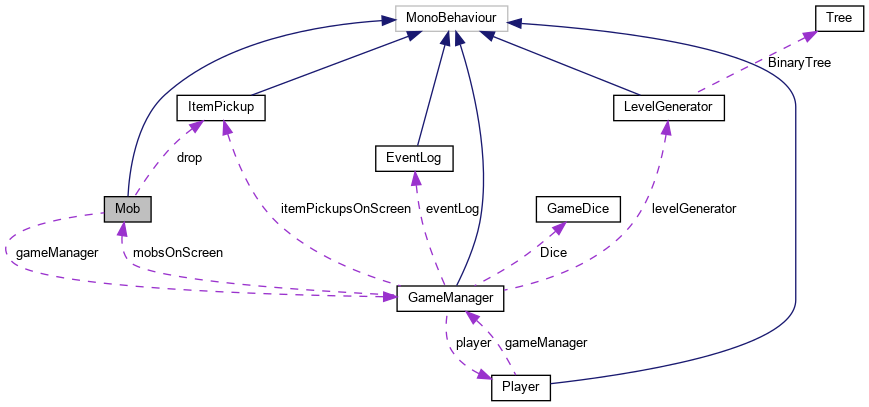 MonoBehaviour
Tree
BinaryTree
ItemPickup
LevelGenerator
drop
EventLog
Mob
itemPickupsOnScreen
eventLog
GameDice
levelGenerator
gameManager
mobsOnScreen
Dice
GameManager
player
gameManager
Player